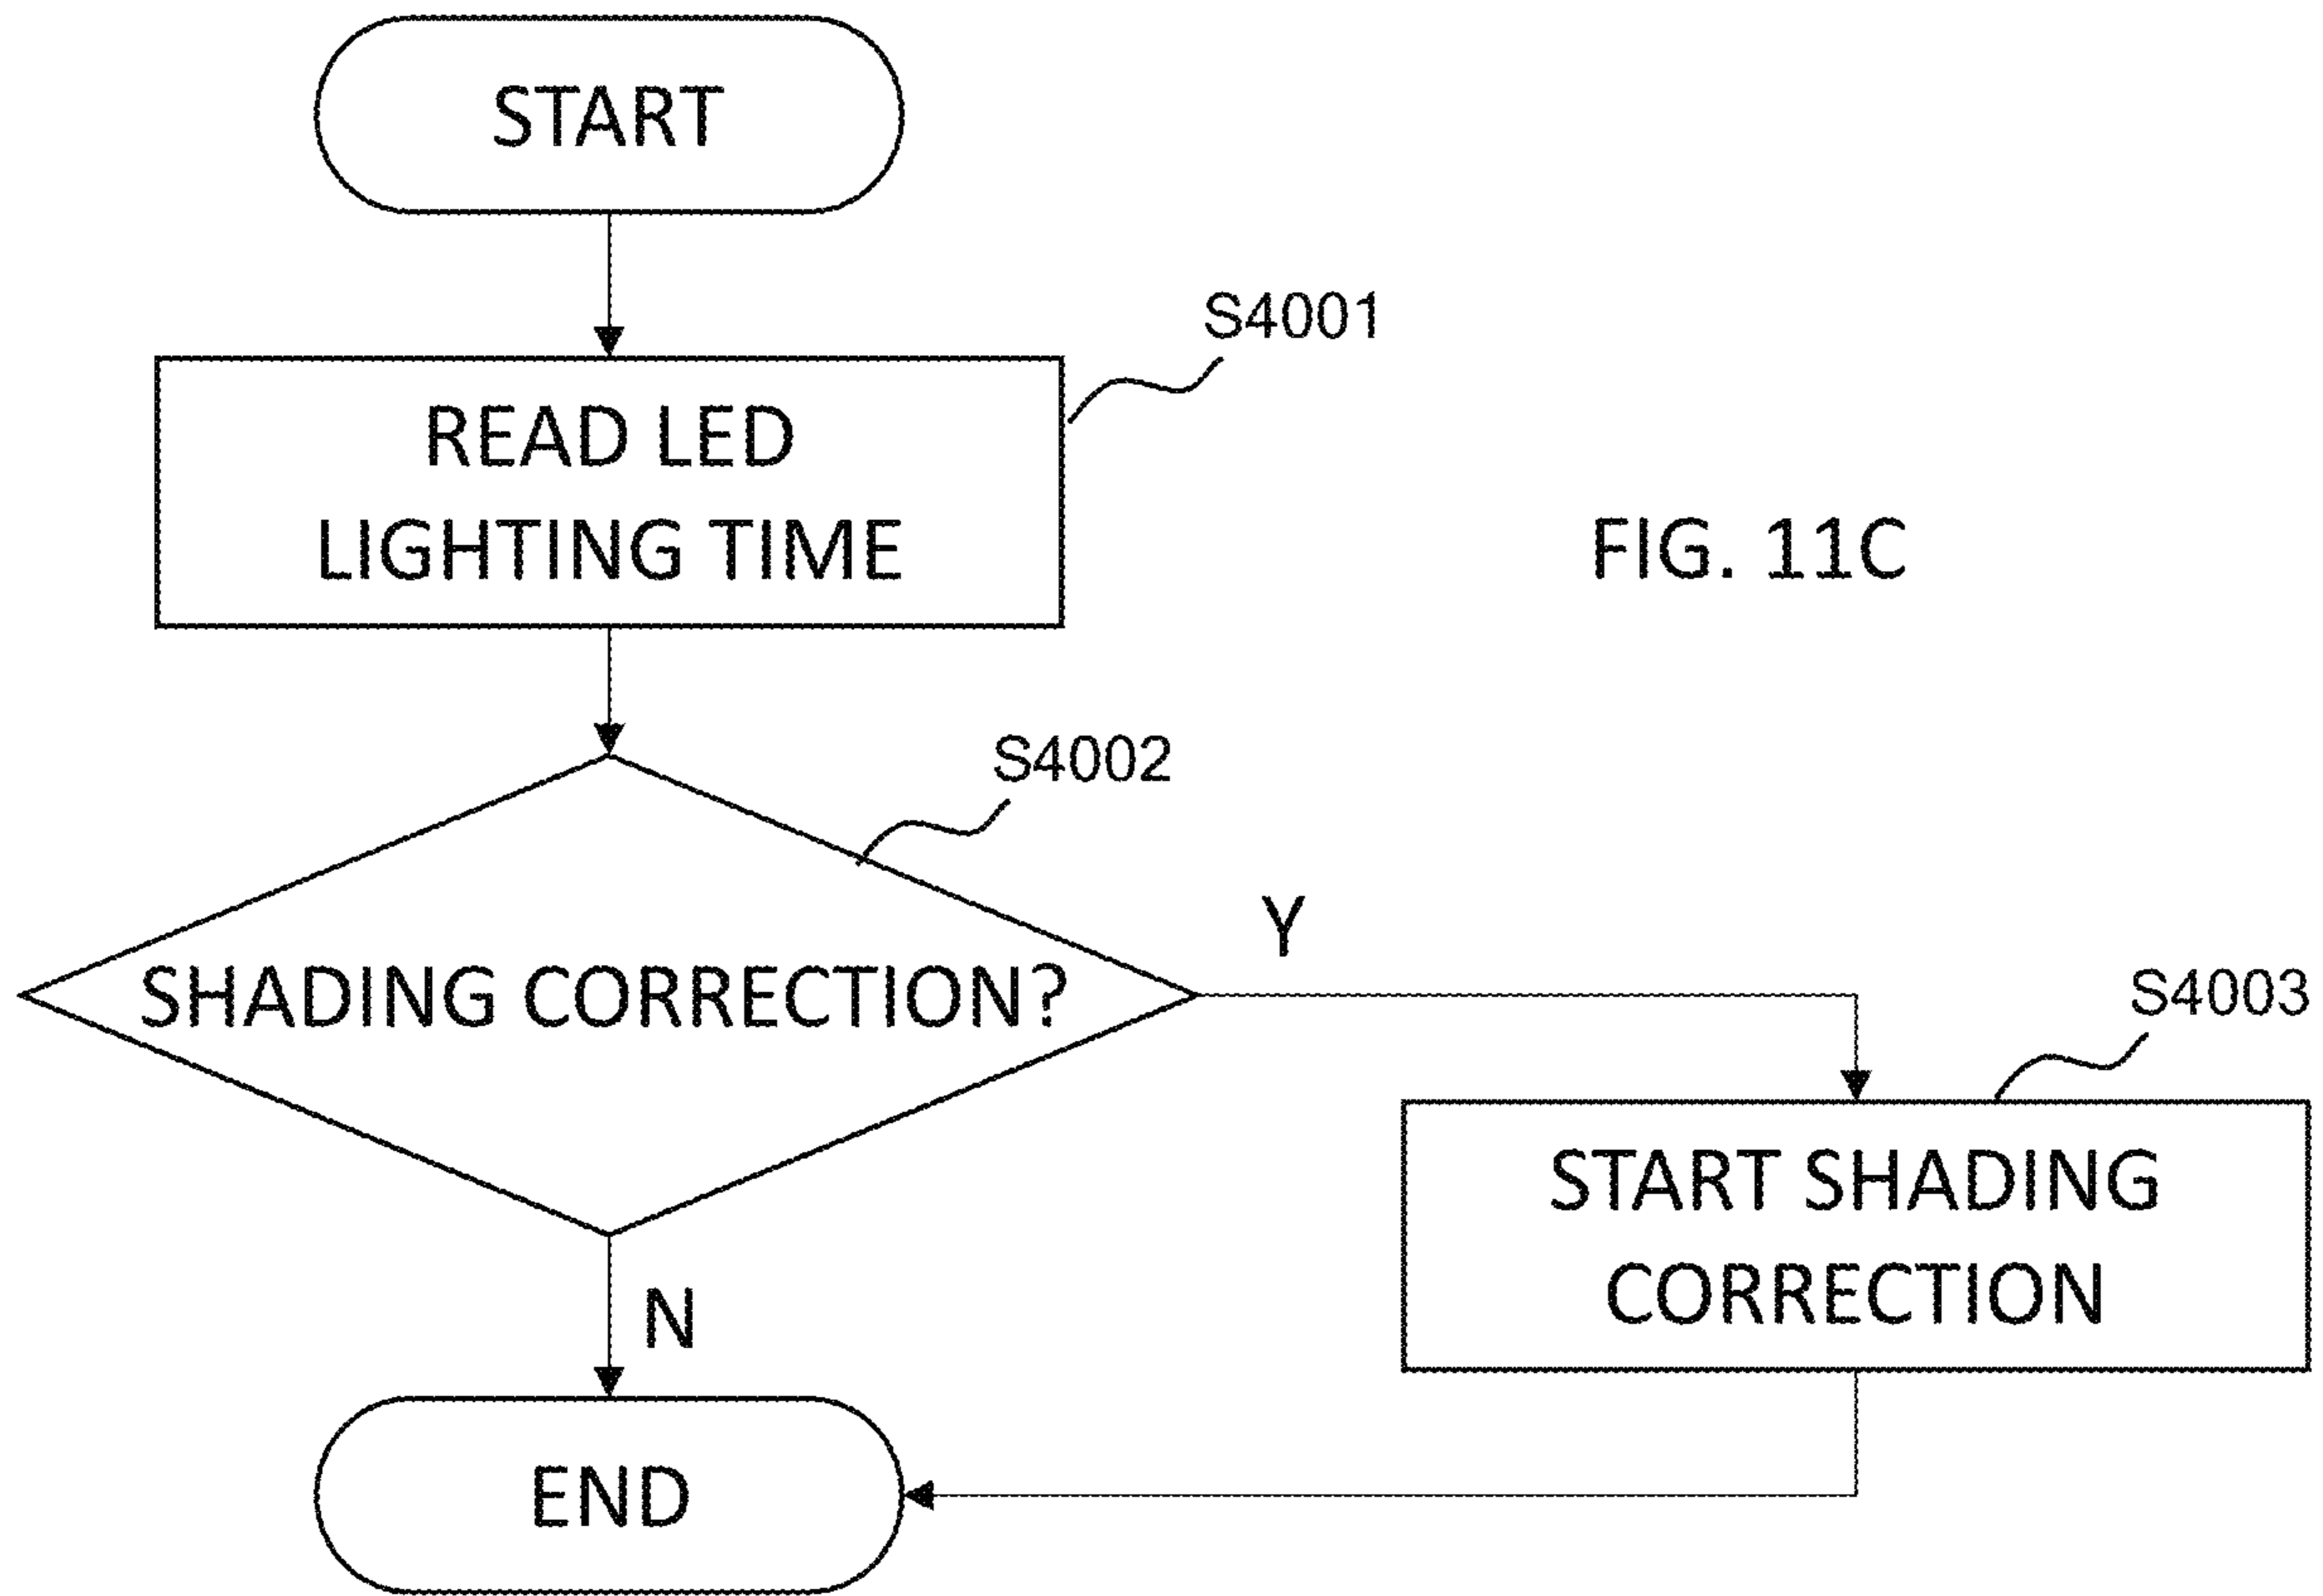 START
S4001
READ LED
LIGHTING TIME
FIG. 11C
S4002
SHADING CORRECTION?
Y
S4003
START SHADING
CORRECTION
N
END